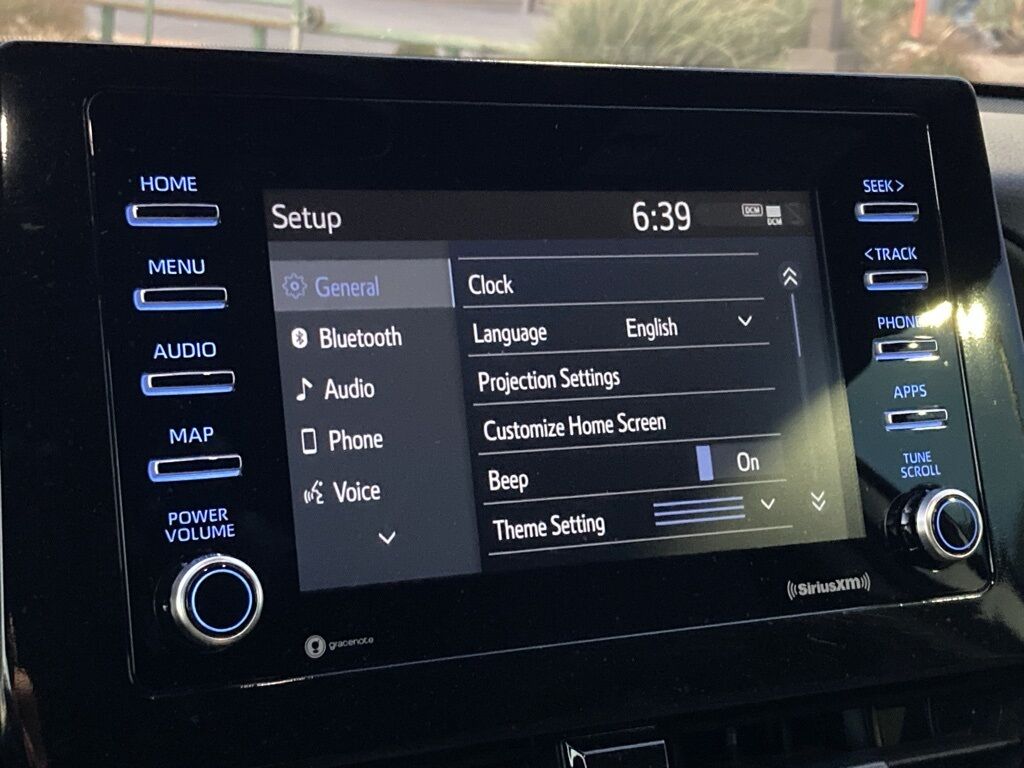 HOME
MENU
AUDIO
MAP
POWER
VOLUME
Setup
6:39
DCM
DCM
General
Bluetooth
Audio
Phone
Voice
Clock
Language English
Projection Settings
Customize Home Screen
Beep On
Theme Setting
SEEK >
< TRACK
PHONE
APPS
TUNE
SCROLL
gracenote
SiriusXM